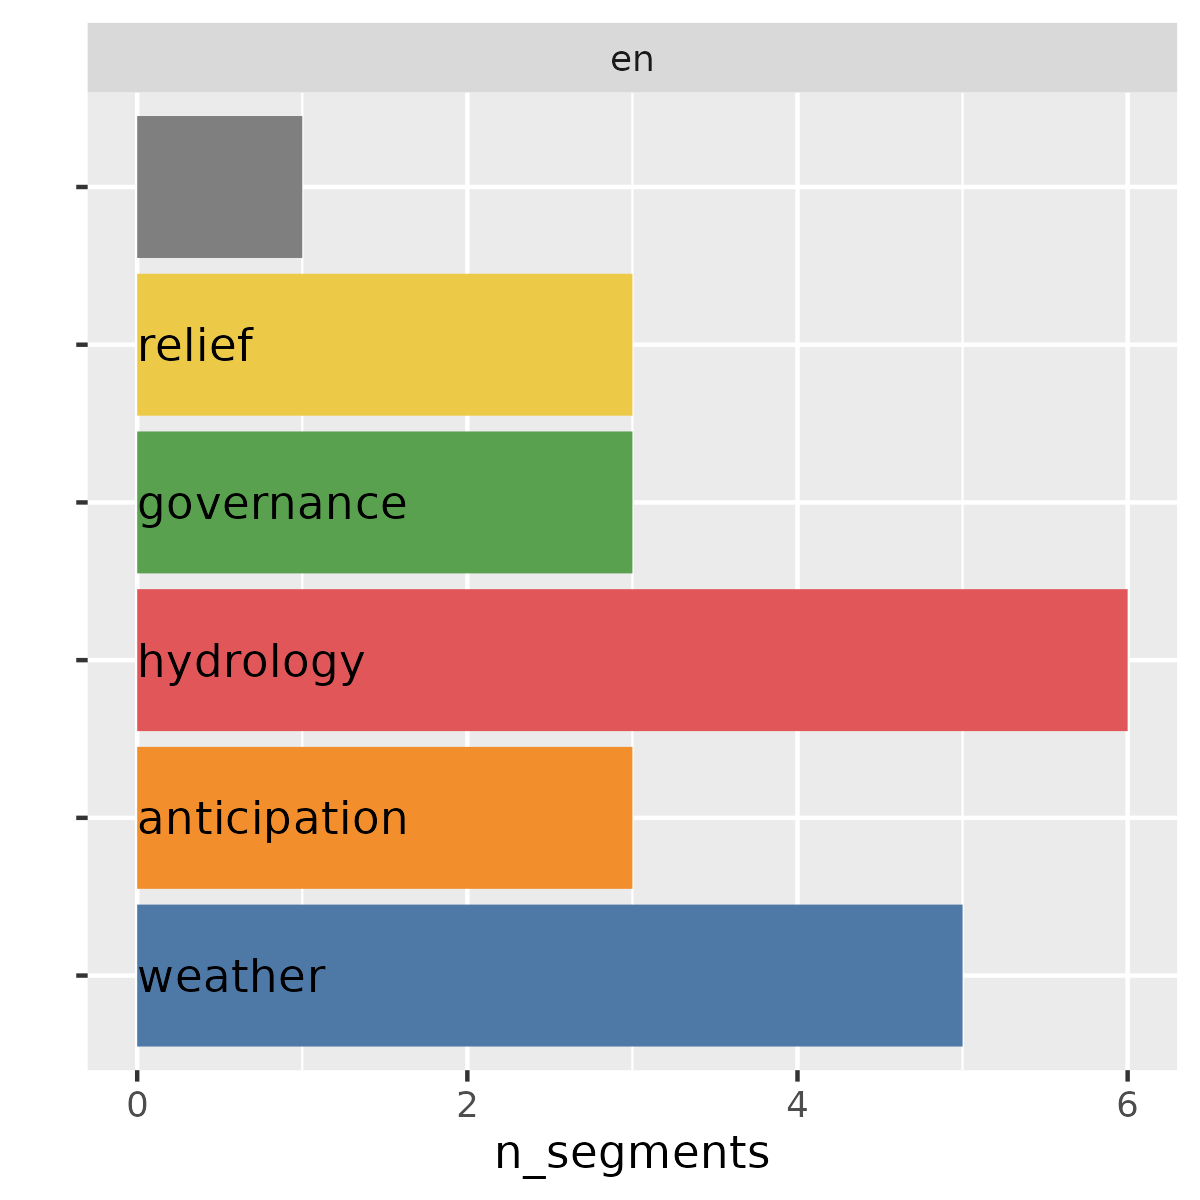 en
relief
governance
hydrology
anticipation
weather
0 2 4 6
n_segments